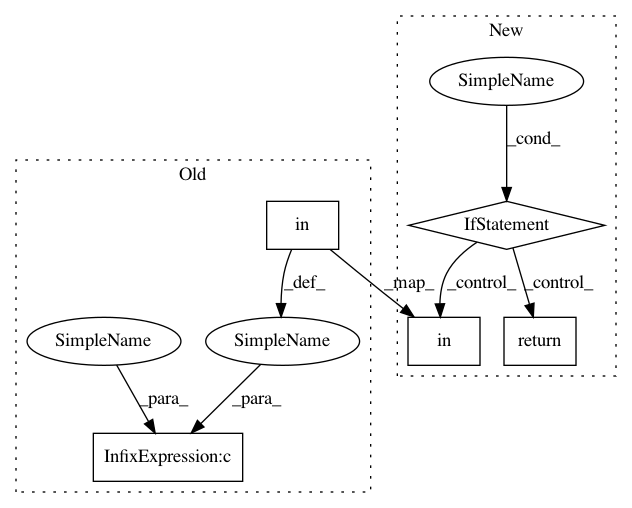 New
SimpleName
_cond_
Old
in
IfStatement
_def_
_map_
_control_
_control_
SimpleName
SimpleName
in
return
_para_
_para_
InfixExpression:c